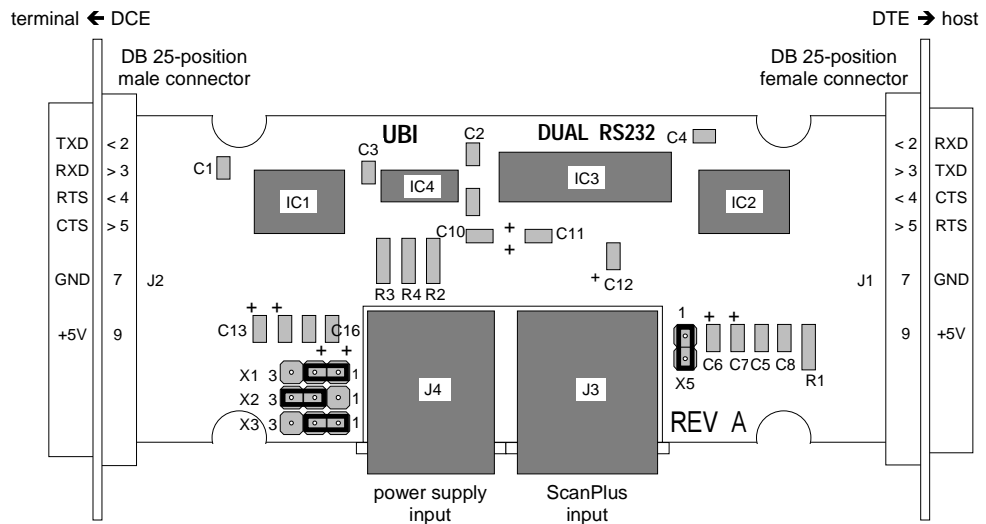 terminal ← DCE
DTE → host
DB 25-position
male connector
DB 25-position
female connector
UBI
DUAL RS232
TXD < 2
RXD > 3
RTS < 4
CTS > 5
GND 7
+5V 9
J2
C1
C3
C2
C4
IC1
IC4
IC3
IC2
C10
+
+
C11
+ C12
R3 R4 R2
< 2 RXD
> 3 TXD
< 4 CTS
> 5 RTS
7 GND
9 +5V
J1
+ +
C13
C16
+ +
X1 3 1
X2 3 1
X3 3 1
J4
J3
1
X5
+ +
C6 C7 C5 C8 R1
REV A
power supply
input
ScanPlus
input